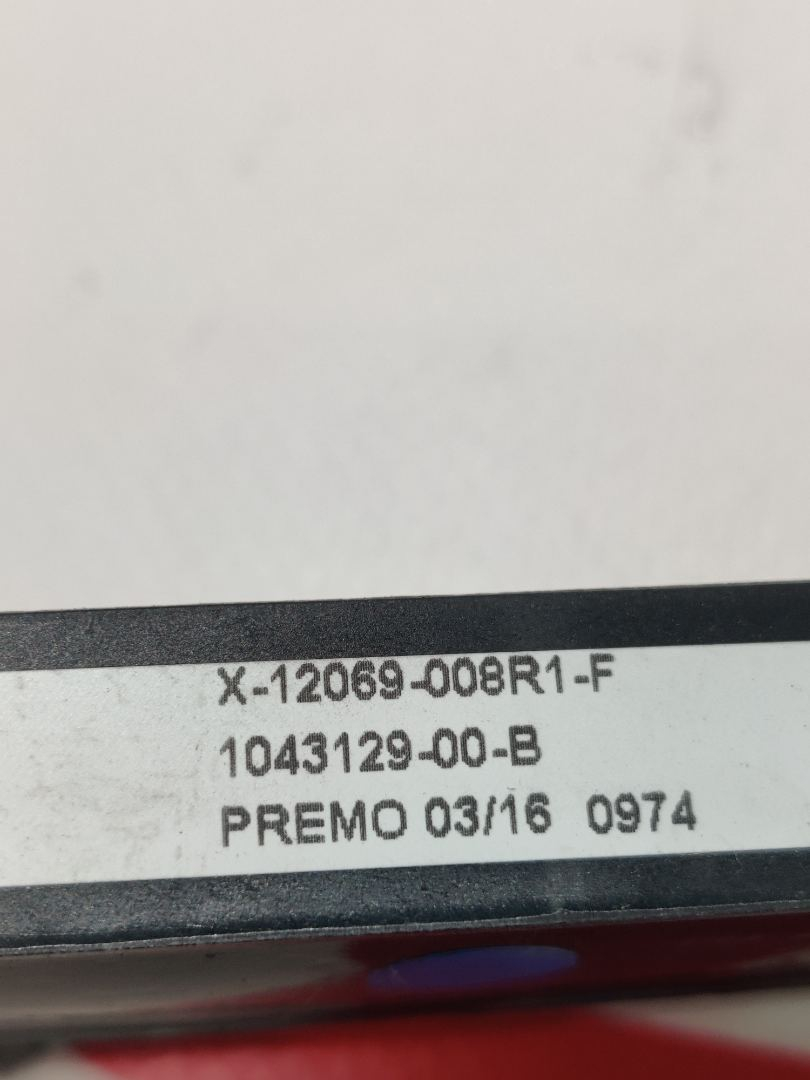 X-12069-008R1-F
1043129-00-B
PREMO 03/16 0974